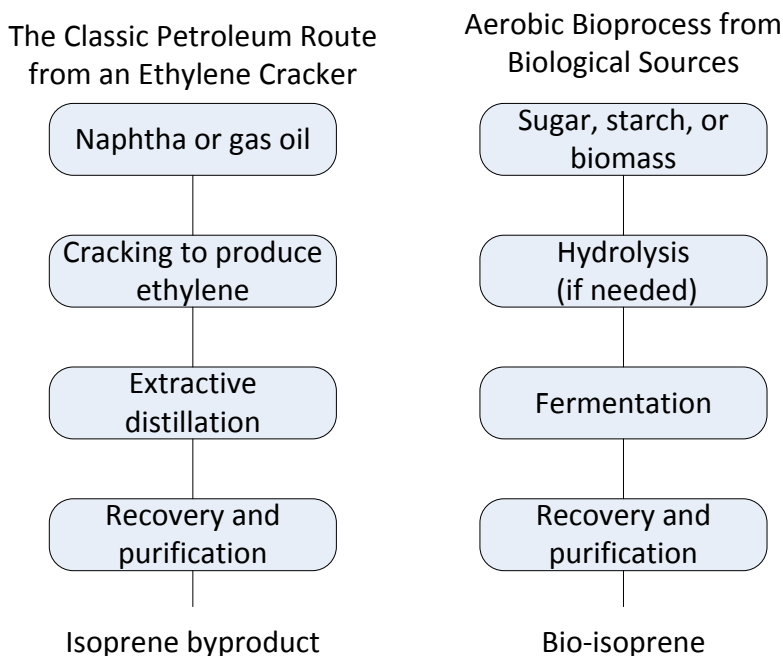 The Classic Petroleum Route
from an Ethylene Cracker
Naphtha or gas oil
Cracking to produce
ethylene
Extractive
distillation
Recovery and
purification
Isoprene byproduct
Aerobic Bioprocess from
Biological Sources
Sugar, starch, or
biomass
Hydrolysis
(if needed)
Fermentation
Recovery and
purification
Bio-isoprene